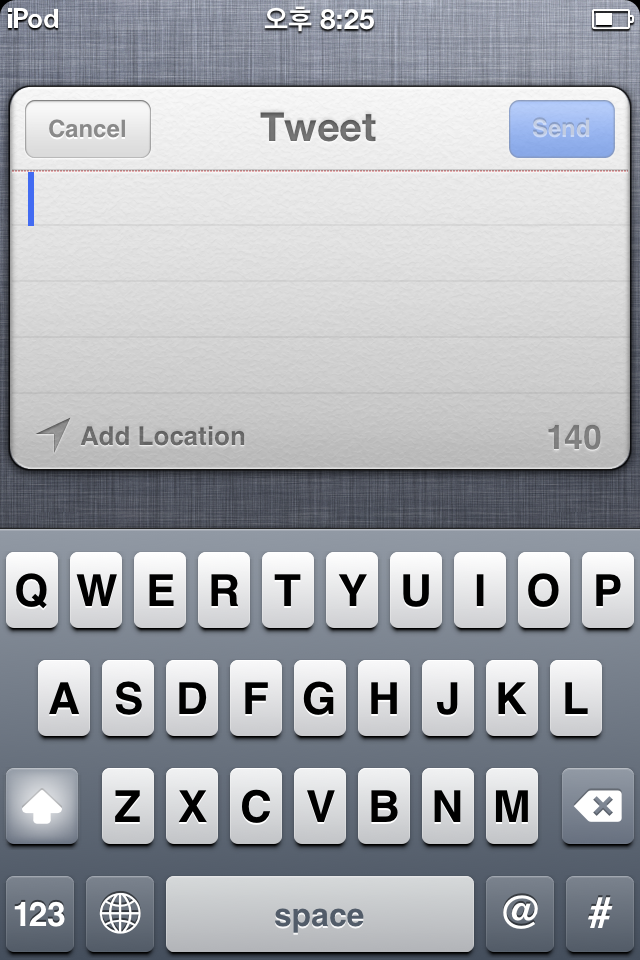 iPod 오후 8:25
Cancel Tweet Send
Add Location 140
Q W E R T Y U I O P
A S D F G H J K L
Z X C V B N M
123 space @ #